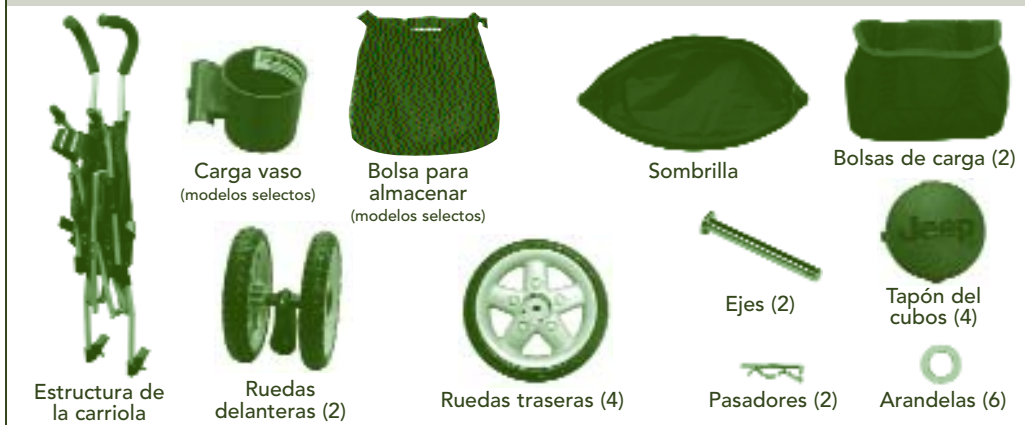 Carga vaso
(modelos selectos)
Bolsa para
almacenar
(modelos selectos)
Sombrilla
Bolsas de carga (2)
Estructura de
la carriola
Ruedas
delanteras (2)
Ruedas traseras (4)
Ejes (2)
Jeep
Tapón del
cubos (4)
Pasadores (2)
Arandelas (6)